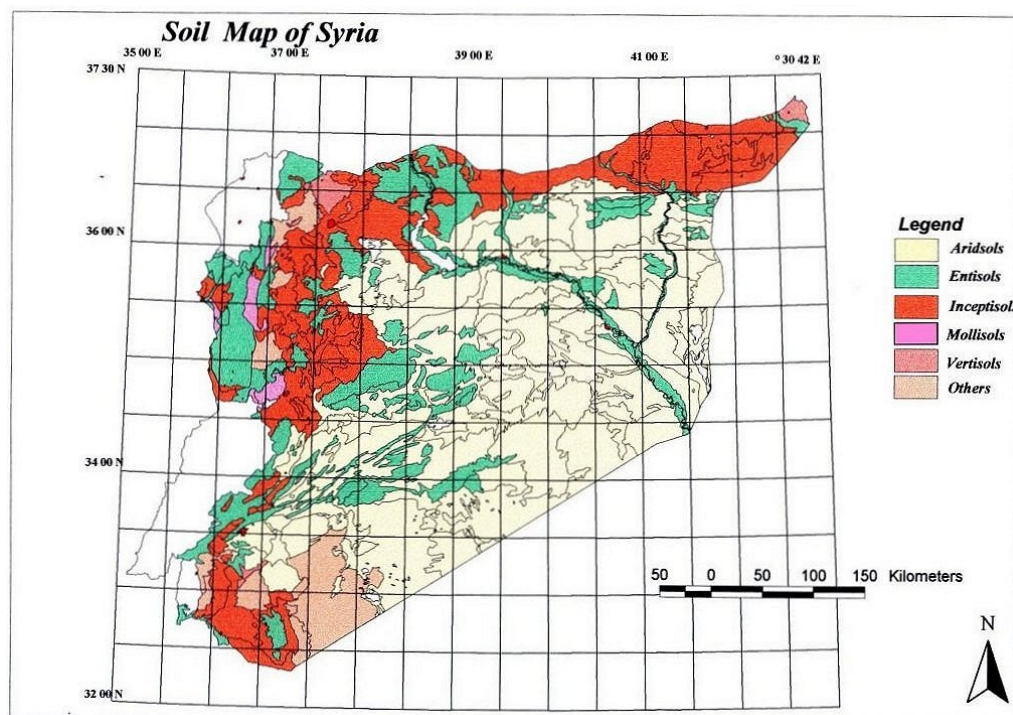 Soil Map of Syria
35 00 E
37 00 E
39 00 E
41 00 E
° 30 42 E
37 30 N
36 00 N
34 00 N
32 00 N
Legend
Aridsols
Entisols
Inceptisols
Mollisols
Vertisols
Others
50 0 50 100 150 Kilometers
N